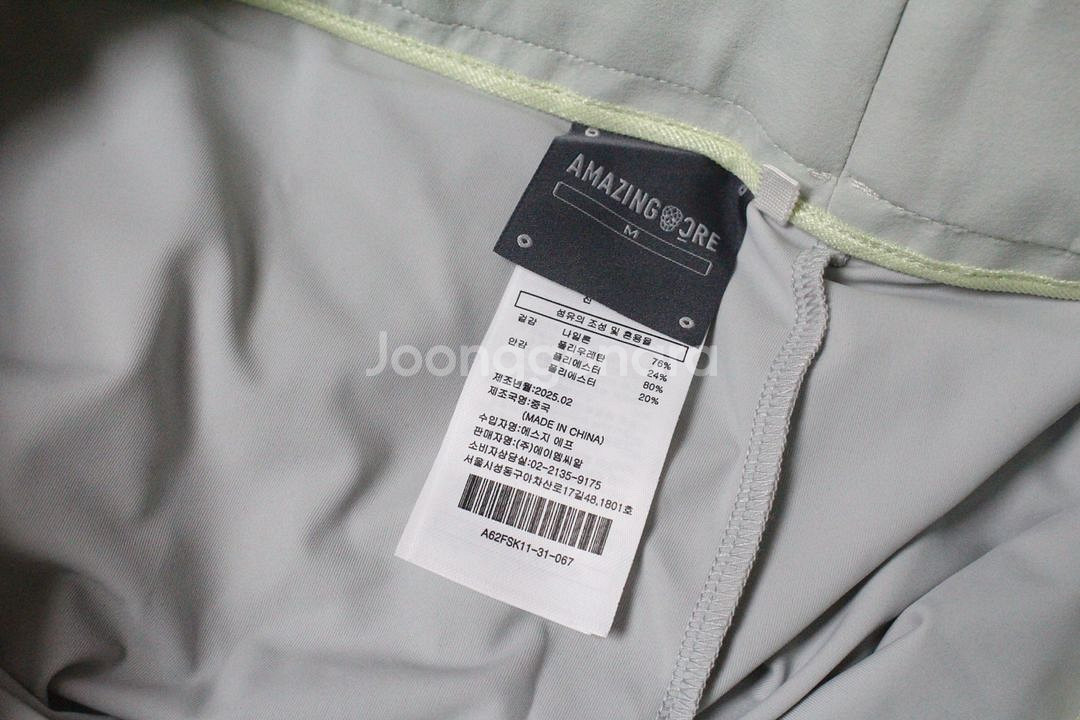 AMAZING CORE
M
섬유의 조성 및 혼용율
겉감 나일론 76%
폴리우레탄 24%
안감 폴리에스터 80%
폴리에스터 20%
제조년월:2025.02
제조국명:중국
(MADE IN CHINA)
수입자명:에스지 에프
판매자명:(주)에이엠씨알
소비자상담실:02-2135-9175
서울시성동구아차산로17길48,1801호
A62FSK11-31-067
Joonggonara